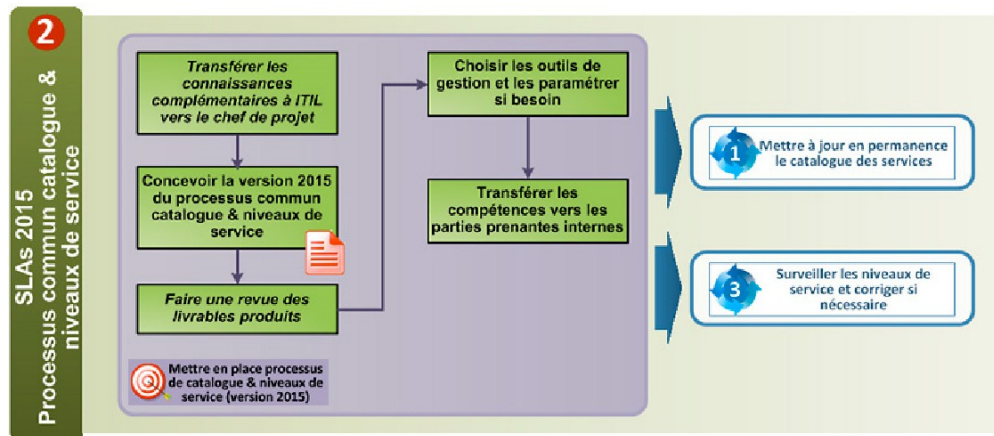 2
SLAs 2015
Processus commun catalogue &
niveaux de service
Transférer les
connaissances
complémentaires à ITIL
vers le chef de projet
Concevoir la version 2015
du processus commun
catalogue & niveaux de
service
Faire une revue des
livrables produits
Choisir les outils de
gestion et les paramétrer
si besoin
Transférer les
compétences vers les
parties prenantes internes
Mettre en place processus
de catalogue & niveaux de
service (version 2015)
1
Mettre à jour en permanence
le catalogue des services
3
Surveiller les niveaux de
service et corriger si
nécessaire